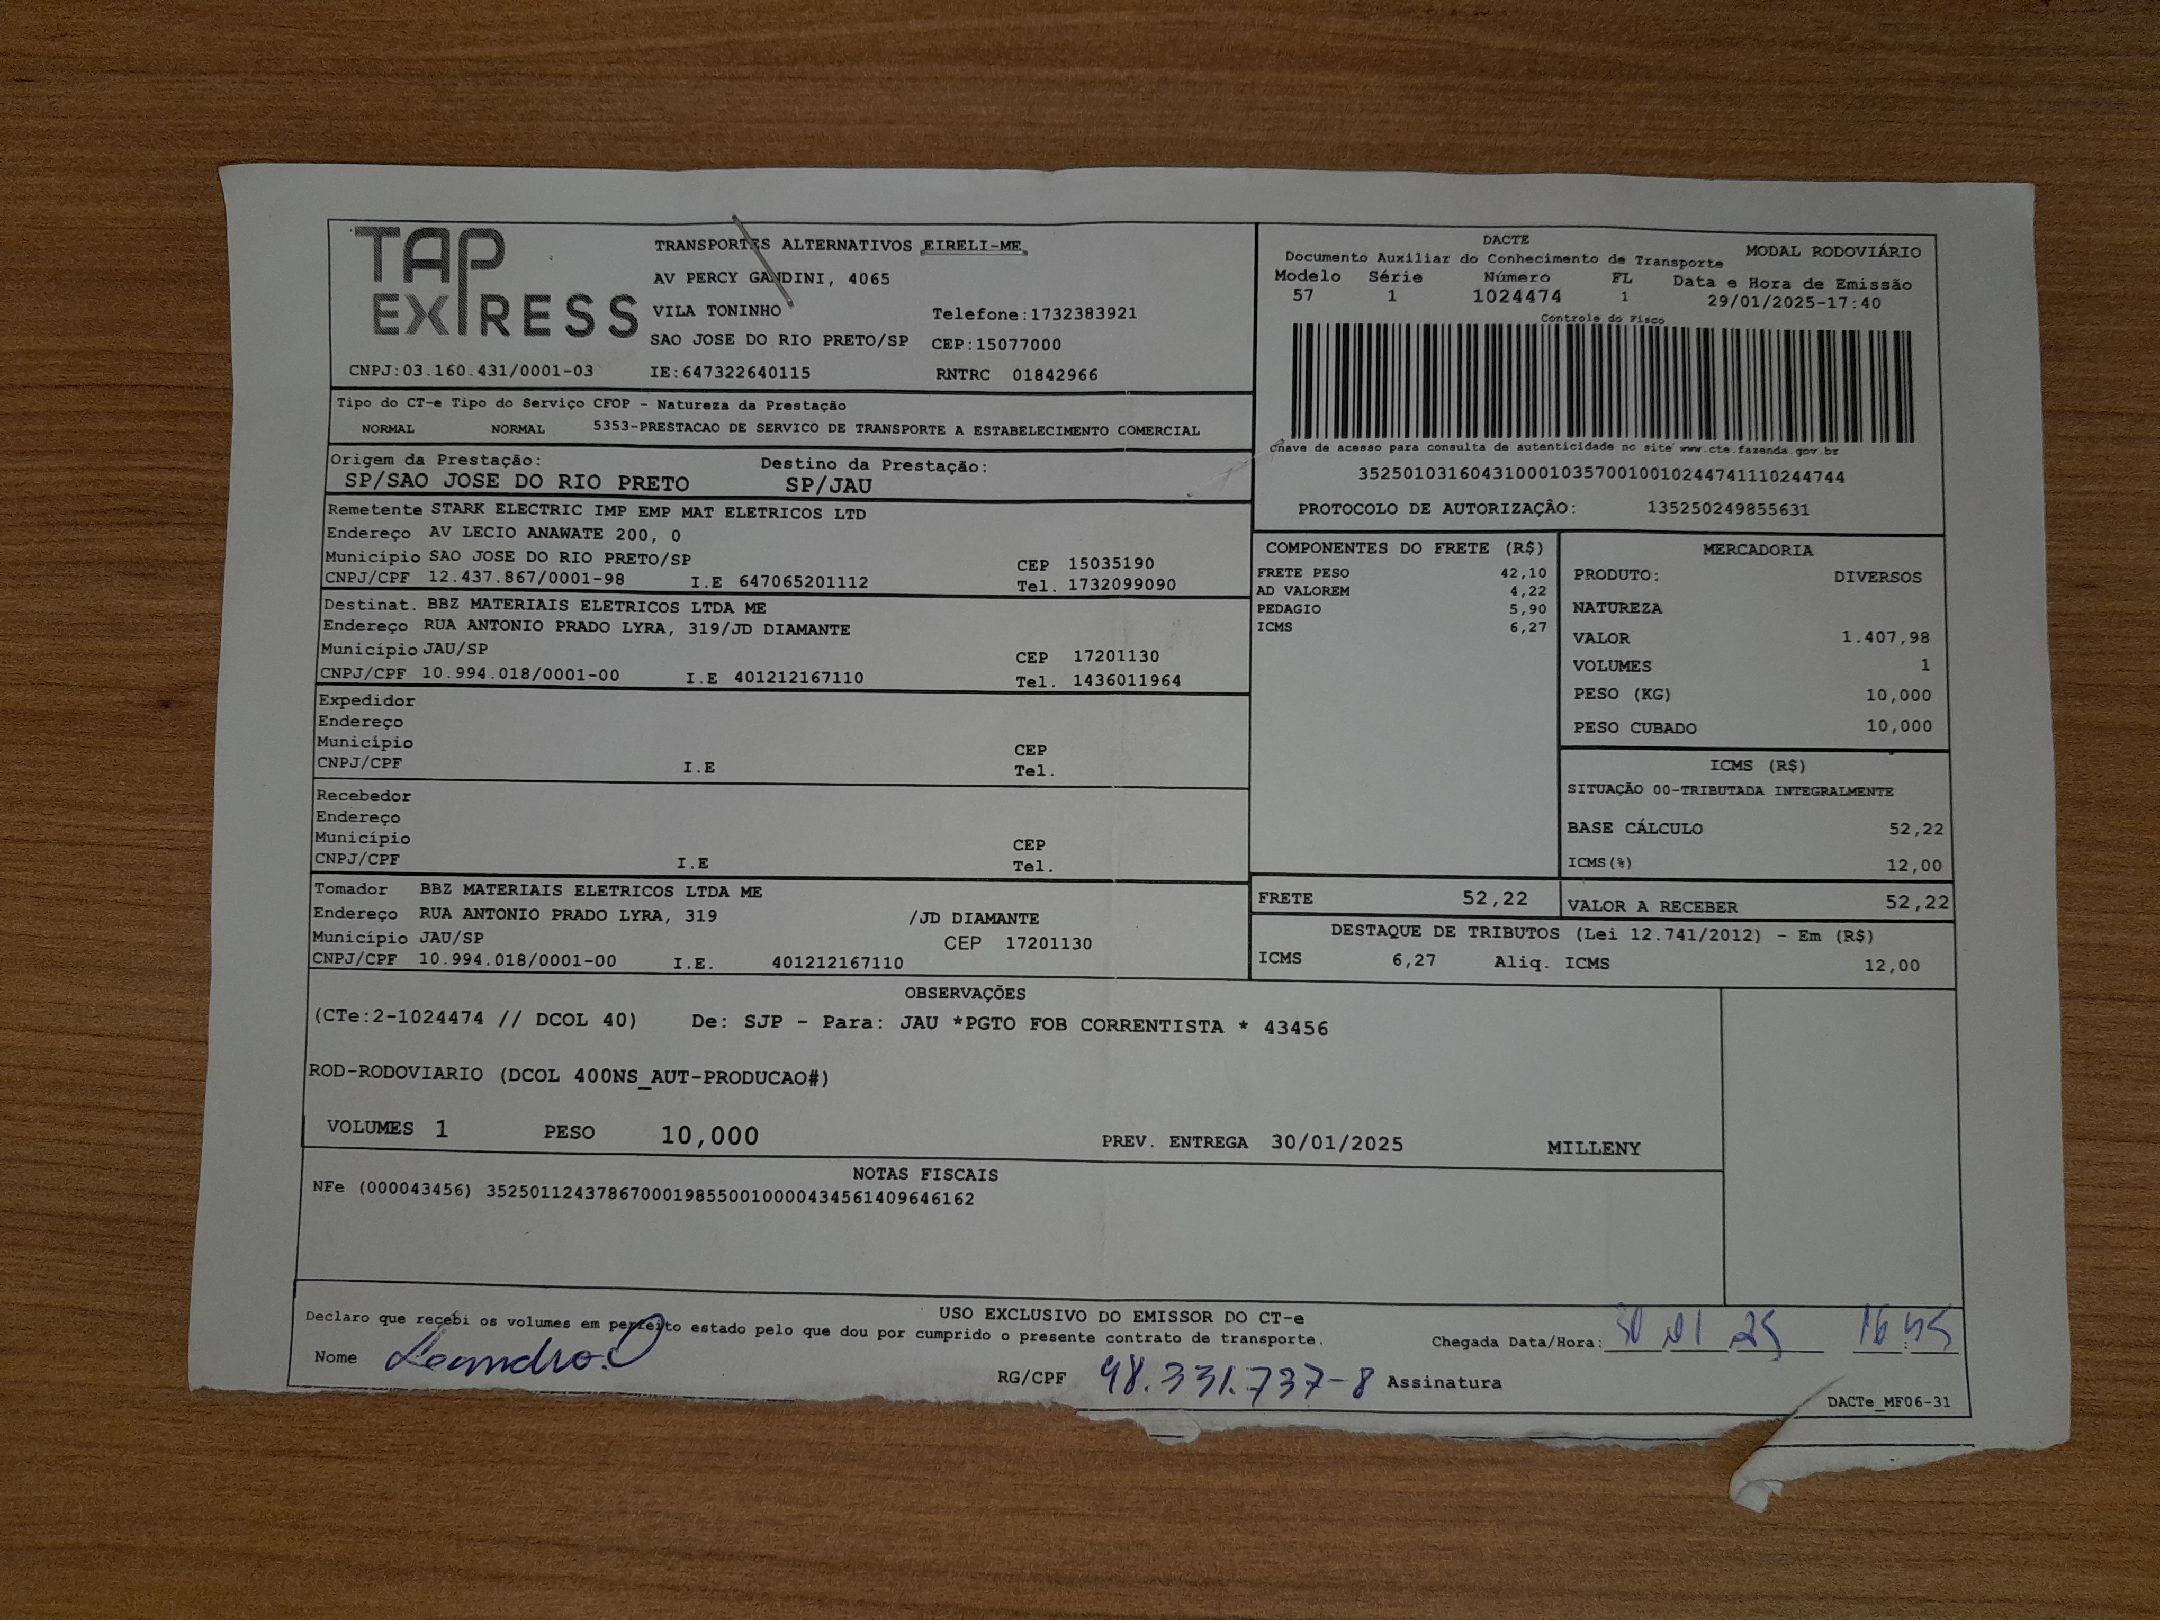 TAP EXPRESS
TRANSPORTES ALTERNATIVOS EIRELI-ME
AV PERCY GANDINI, 4065
VILA TONINHO Telefone:1732383921
SAO JOSE DO RIO PRETO/SP CEP:15077000
CNPJ:03.160.431/0001-03 IE:647322640115 RNTRC 01842966
DACTE MODAL RODOVIÁRIO
Documento Auxiliar do Conhecimento de Transporte
Modelo Série Número FL Data e Hora de Emissão
57 1 1024474 1 29/01/2025-17:40
Controle do Fisco
Chave de acesso para consulta de autenticidade no site www.cte.fazenda.gov.br
35250103160431000103570010010244741110244744
PROTOCOLO DE AUTORIZAÇÃO: 135250249855631
Tipo do CT-e Tipo do Serviço CFOP - Natureza da Prestação
NORMAL NORMAL 5353-PRESTACAO DE SERVICO DE TRANSPORTE A ESTABELECIMENTO COMERCIAL
Origem da Prestação: Destino da Prestação:
SP/SAO JOSE DO RIO PRETO SP/JAU
Remetente STARK ELECTRIC IMP EMP MAT ELETRICOS LTD
Endereço AV LECIO ANAWATE 200, 0
Município SAO JOSE DO RIO PRETO/SP CEP 15035190
CNPJ/CPF 12.437.867/0001-98 I.E 647065201112 Tel. 1732099090
Destinat. BBZ MATERIAIS ELETRICOS LTDA ME
Endereço RUA ANTONIO PRADO LYRA, 319/JD DIAMANTE
Município JAU/SP CEP 17201130
CNPJ/CPF 10.994.018/0001-00 I.E 401212167110 Tel. 1436011964
Expedidor
Endereço
Município CEP
CNPJ/CPF I.E Tel.
Recebedor
Endereço
Município CEP
CNPJ/CPF I.E Tel.
Tomador BBZ MATERIAIS ELETRICOS LTDA ME
Endereço RUA ANTONIO PRADO LYRA, 319 /JD DIAMANTE
Município JAU/SP CEP 17201130
CNPJ/CPF 10.994.018/0001-00 I.E. 401212167110
COMPONENTES DO FRETE (R$)
FRETE PESO 42,10
AD VALOREM 4,22
PEDAGIO 5,90
ICMS 6,27
MERCADORIA
PRODUTO: DIVERSOS
NATUREZA
VALOR 1.407,98
VOLUMES 1
PESO (KG) 10,000
PESO CUBADO 10,000
ICMS (R$)
SITUAÇÃO 00-TRIBUTADA INTEGRALMENTE
BASE CÁLCULO 52,22
ICMS(%) 12,00
FRETE 52,22 VALOR A RECEBER 52,22
DESTAQUE DE TRIBUTOS (Lei 12.741/2012) - Em (R$)
ICMS 6,27 Aliq. ICMS 12,00
OBSERVAÇÕES
(CTe:2-1024474 // DCOL 40) De: SJP - Para: JAU *PGTO FOB CORRENTISTA * 43456
ROD-RODOVIARIO (DCOL 400NS_AUT-PRODUCAO#)
VOLUMES 1 PESO 10,000 PREV. ENTREGA 30/01/2025 MILLENY
NOTAS FISCAIS
NFe (000043456) 35250112437867000198550010000434561409646162
USO EXCLUSIVO DO EMISSOR DO CT-e
Declaro que recebi os volumes em perfeito estado pelo que dou por cumprido o presente contrato de transporte.
Chegada Data/Hora: 30 01 25 16:45
Nome Leandro.O RG/CPF 48.331.737-8 Assinatura
DACTe_MF06-31